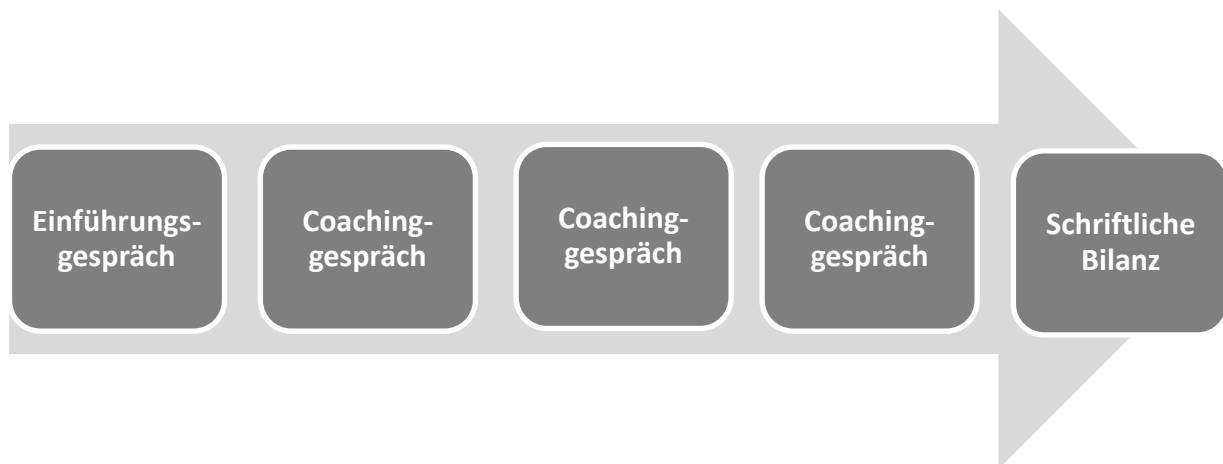 Einführungs-
gespräch
Coaching-
gespräch
Coaching-
gespräch
Coaching-
gespräch
Schriftliche
Bilanz